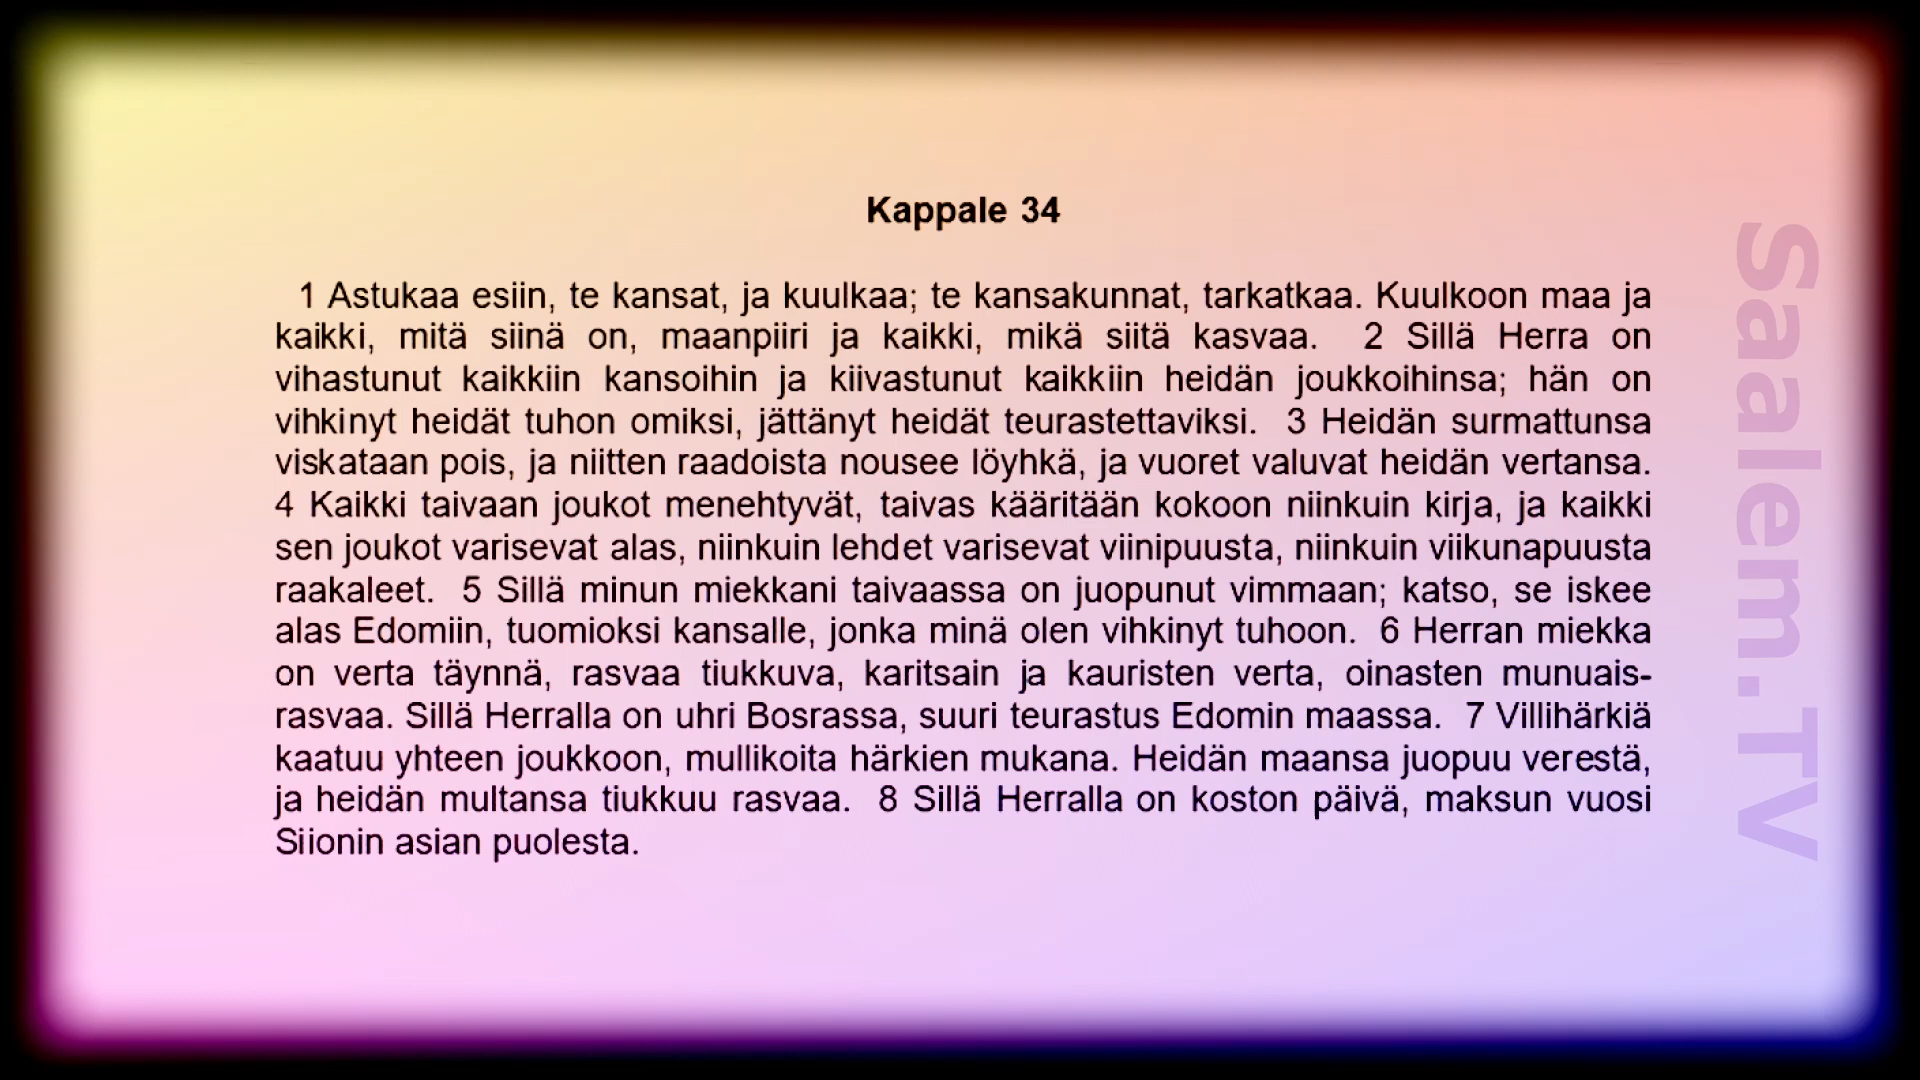 Kappale 34
1 Astukaa esiin, te kansat, ja kuulkaa; te kansakunnat, tarkatkaa. Kuulkoon maa ja
kaikki, mitä siinä on, maanpiiri ja kaikki, mikä siitä kasvaa. 2 Sillä Herra on
vihastunut kaikkiin kansoihin ja kiivastunut kaikkiin heidän joukkoihinsa; hän on
vihkinyt heidät tuhon omiksi, jättänyt heidät teurastettaviksi. 3 Heidän surmattunsa
viskataan pois, ja niitten raadoista nousee löyhkä, ja vuoret valuvat heidän vertansa.
4 Kaikki taivaan joukot menehtyvät, taivas kääritään kokoon niinkuin kirja, ja kaikki
sen joukot varisevat alas, niinkuin lehdet varisevat viinipuusta, niinkuin viikunapuusta
raakaleet. 5 Sillä minun miekkani taivaassa on juopunut vimmaan; katso, se iskee
alas Edomiin, tuomioksi kansalle, jonka minä olen vihkinyt tuhoon. 6 Herran miekka
on verta täynnä, rasvaa tiukkuva, karitsain ja kauristen verta, oinasten munuais-
rasvaa. Sillä Herralla on uhri Bosrassa, suuri teurastus Edomin maassa. 7 Villihärkiä
kaatuu yhteen joukkoon, mullikoita härkien mukana. Heidän maansa juopuu verestä,
ja heidän multansa tiukkuu rasvaa. 8 Sillä Herralla on koston päivä, maksun vuosi
Siionin asian puolesta.
Saalem.TV